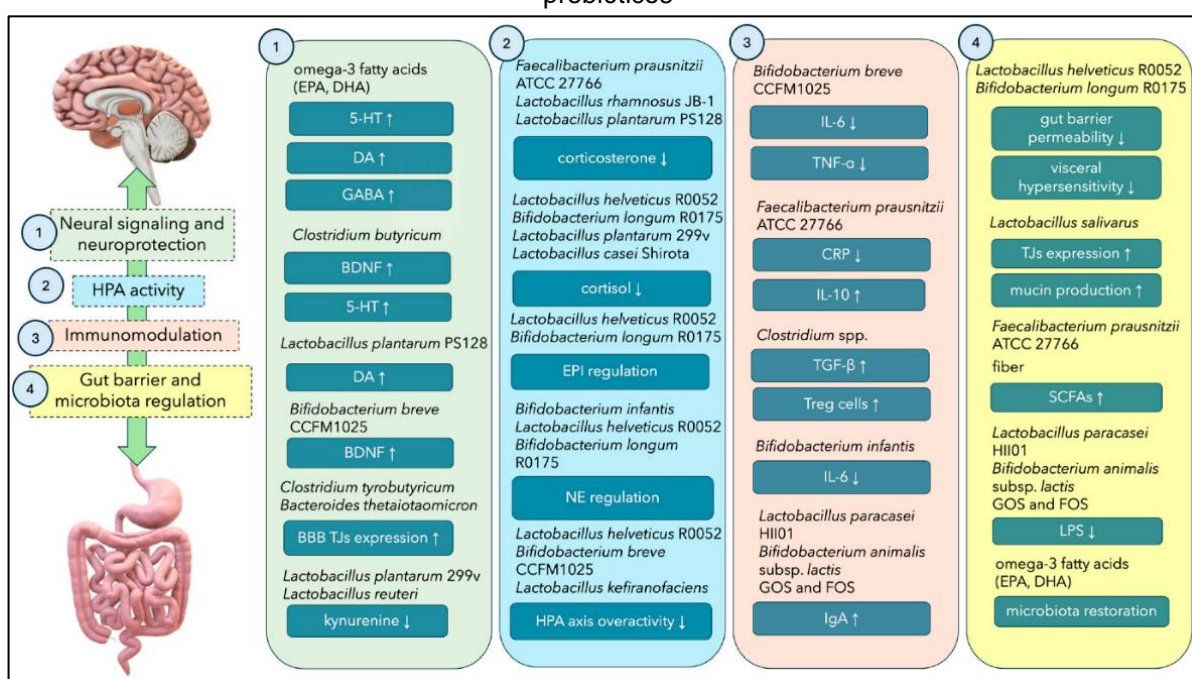 probióticos
1
Neural signaling and
neuroprotection
2
HPA activity
3
Immunomodulation
4
Gut barrier and
microbiota regulation
1
omega-3 fatty acids
(EPA, DHA)
5-HT ↑
DA ↑
GABA ↑
Clostridium butyricum
BDNF ↑
5-HT ↑
Lactobacillus plantarum PS128
DA ↑
Bifidobacterium breve
CCFM1025
BDNF ↑
Clostridium tyrobutyricum
Bacteroides thetaiotaomicron
BBB TJs expression ↑
Lactobacillus plantarum 299v
Lactobacillus reuteri
kynurenine ↓
2
Faecalibacterium prausnitzii
ATCC 27766
Lactobacillus rhamnosus JB-1
Lactobacillus plantarum PS128
corticosterone ↓
Lactobacillus helveticus R0052
Bifidobacterium longum R0175
Lactobacillus plantarum 299v
Lactobacillus casei Shirota
cortisol ↓
Lactobacillus helveticus R0052
Bifidobacterium longum R0175
EPI regulation
Bifidobacterium infantis
Lactobacillus helveticus R0052
Bifidobacterium longum
R0175
NE regulation
Lactobacillus helveticus R0052
Bifidobacterium breve
CCFM1025
Lactobacillus kefiranofaciens
HPA axis overactivity ↓
3
Bifidobacterium breve
CCFM1025
IL-6 ↓
TNF-α ↓
Faecalibacterium prausnitzii
ATCC 27766
CRP ↓
IL-10 ↑
Clostridium spp.
TGF-β ↑
Treg cells ↑
Bifidobacterium infantis
IL-6 ↓
Lactobacillus paracasei
HII01
Bifidobacterium animalis
subsp. lactis
GOS and FOS
IgA ↑
4
Lactobacillus helveticus R0052
Bifidobacterium longum R0175
gut barrier
permeability ↓
visceral
hypersensitivity ↓
Lactobacillus salivarus
TJs expression ↑
mucin production ↑
Faecalibacterium prausnitzii
ATCC 27766
fiber
SCFAs ↑
Lactobacillus paracasei
HII01
Bifidobacterium animalis
subsp. lactis
GOS and FOS
LPS ↓
omega-3 fatty acids
(EPA, DHA)
microbiota restoration